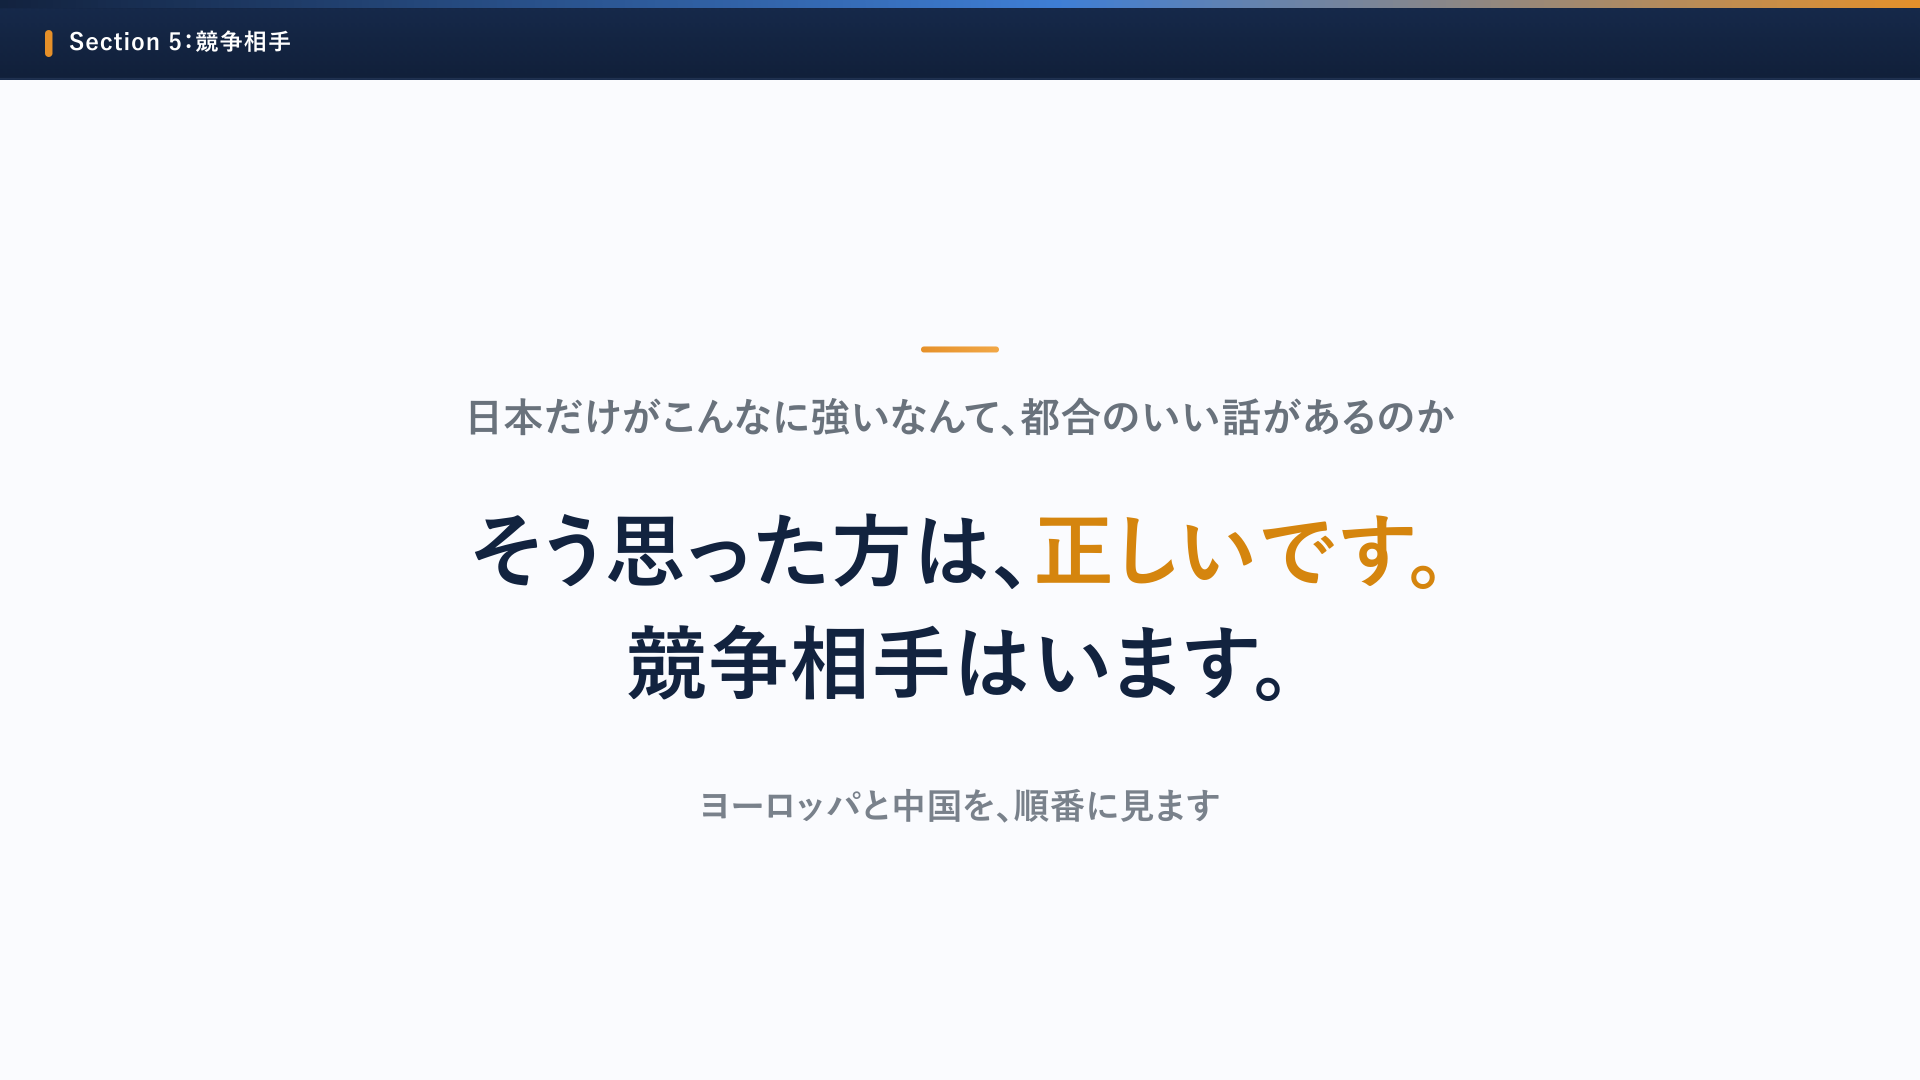 Section 5：競争相手
日本だけがこんなに強いなんて、都合のいい話があるのか
そう思った方は、正しいです。
競争相手はいます。
ヨーロッパと中国を、順番に見ます